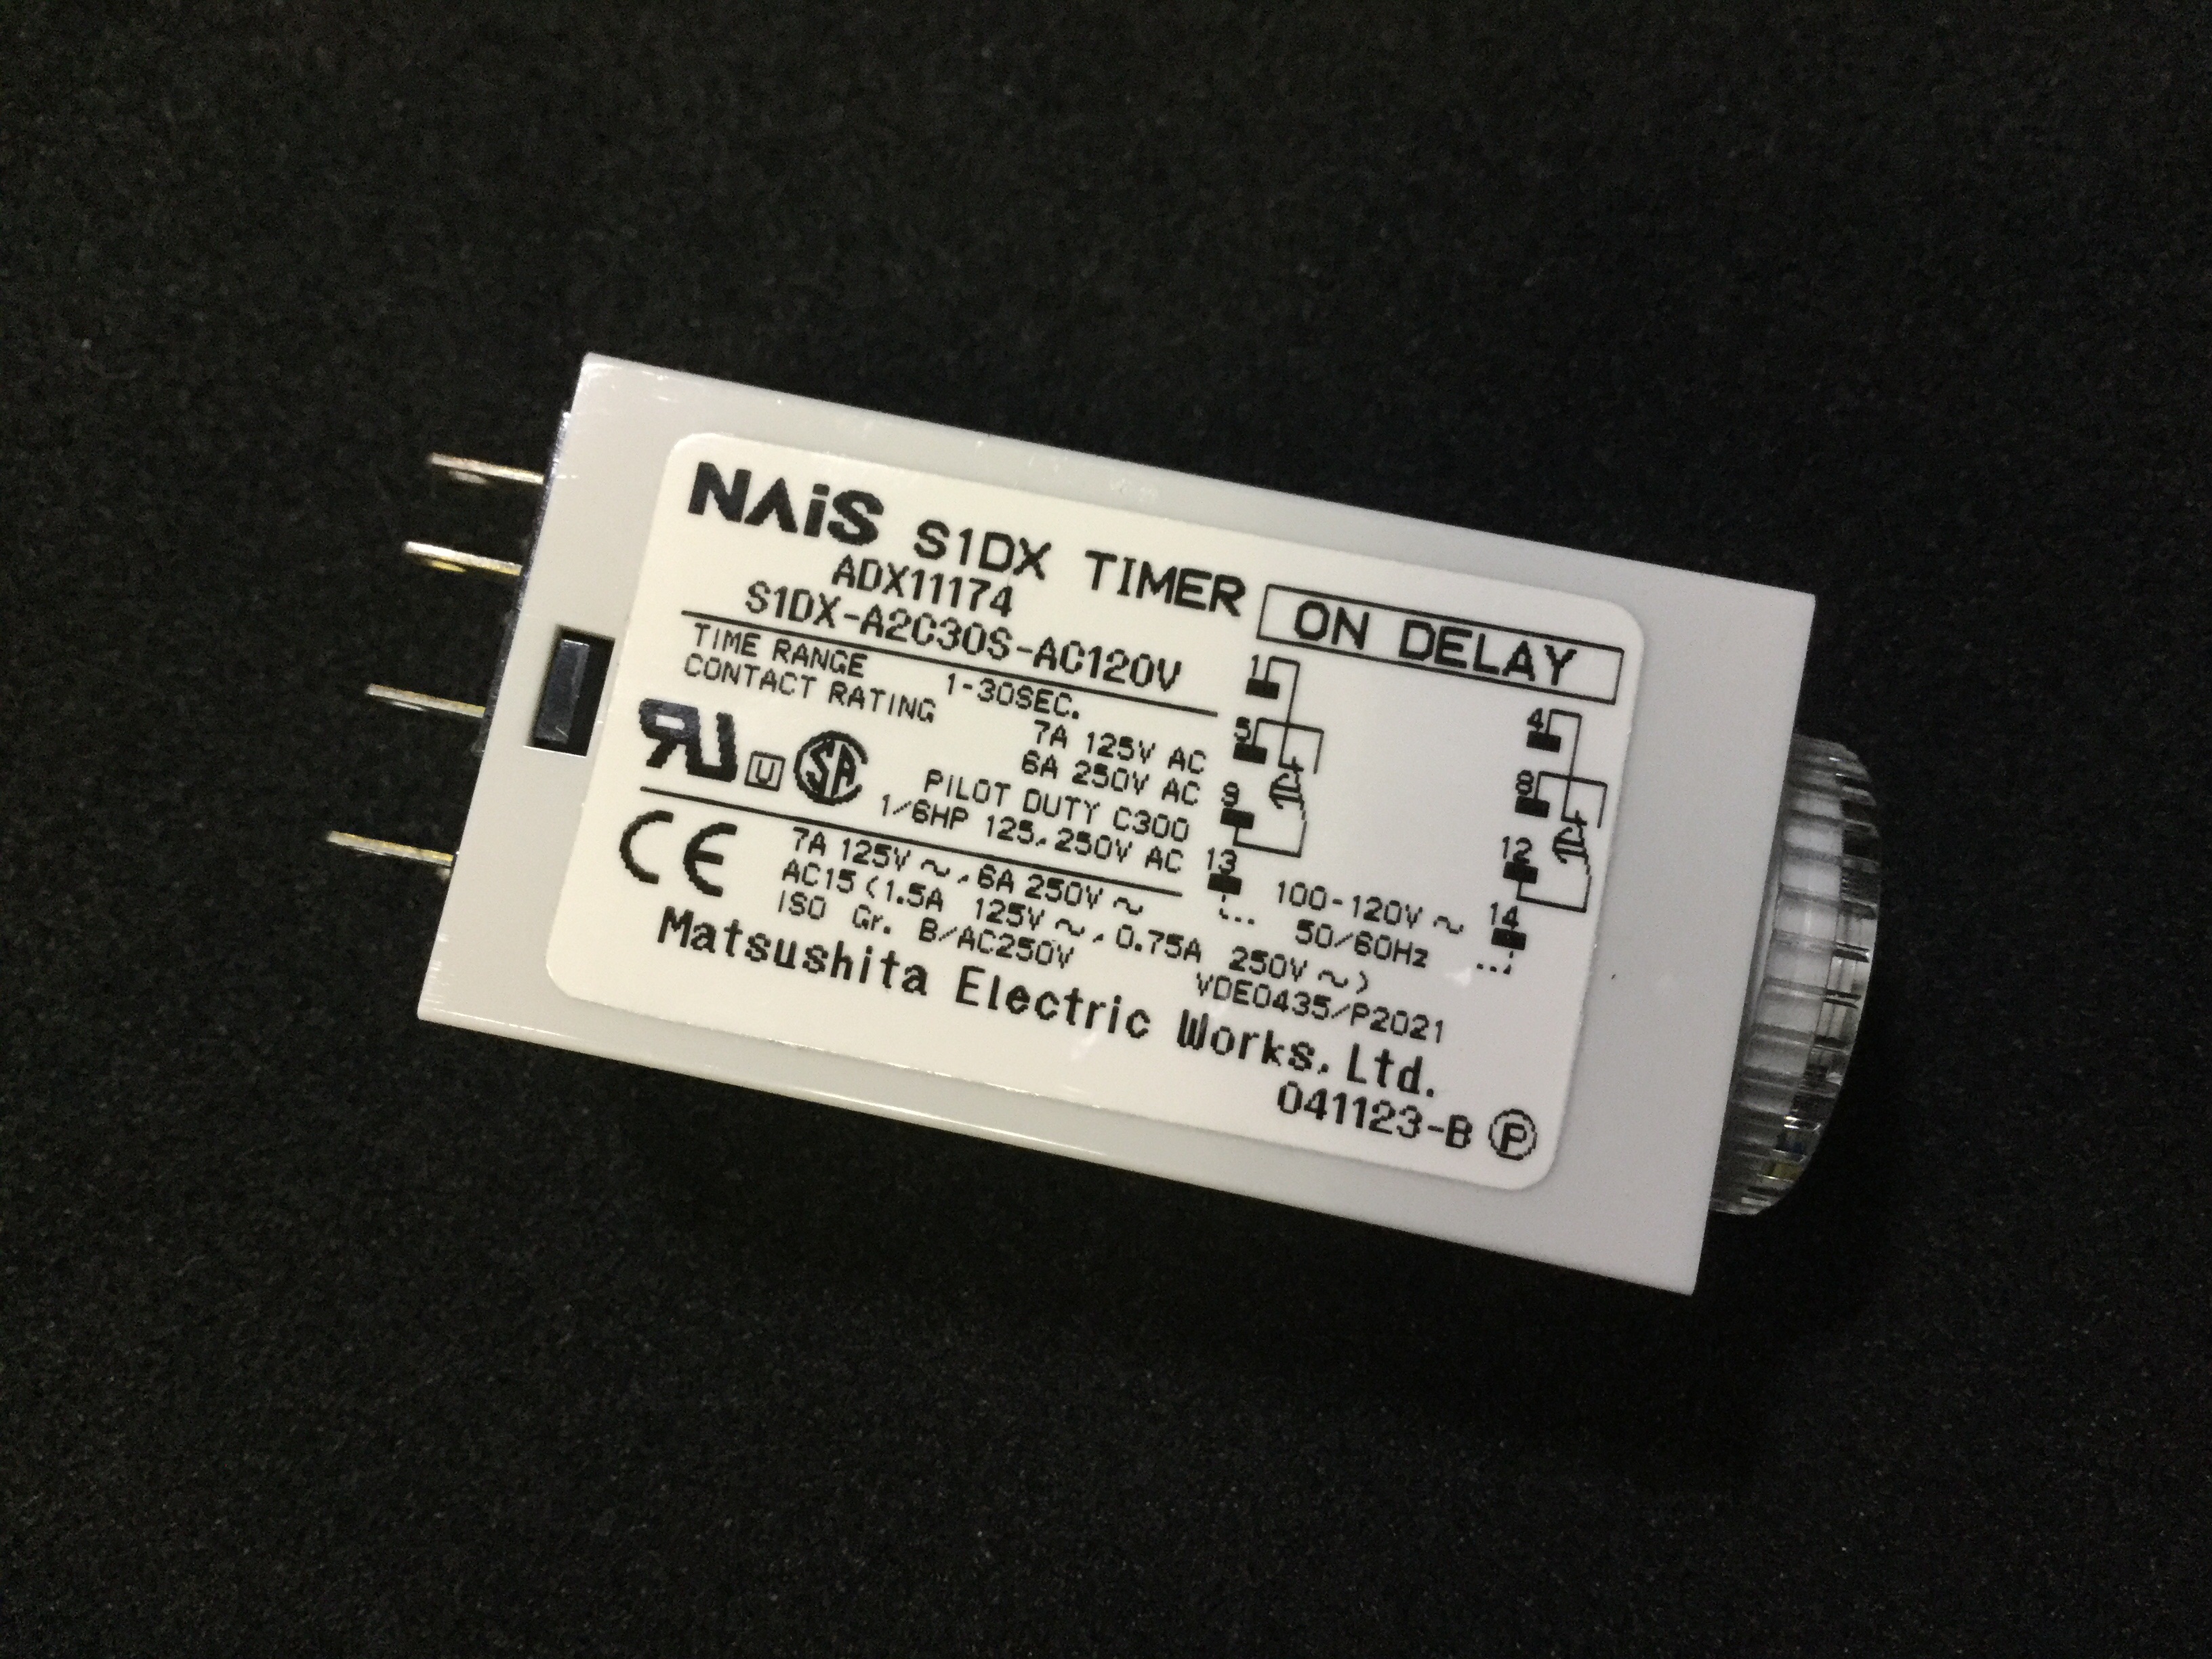 NAiS S1DX TIMER ON DELAY
ADX11174
S1DX-A2C30S-AC120V
TIME RANGE 1-30SEC.
CONTACT RATING
7A 125V AC
6A 250V AC
PILOT DUTY C300
1/6HP 125,250V AC
RU U SA
CE
7A 125V ~, 6A 250V ~
AC15 (1.5A 125V ~, 0.75A 250V ~)
ISO Gr. B/AC250V VDE0435/P2021
1
5
9
13
4
8
12
14
100-120V ~
50/60Hz
Matsushita Electric Works, Ltd.
041123-B P